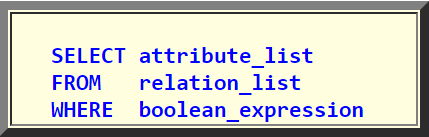 SELECT attribute_list
FROM   relation_list
WHERE  boolean_expression